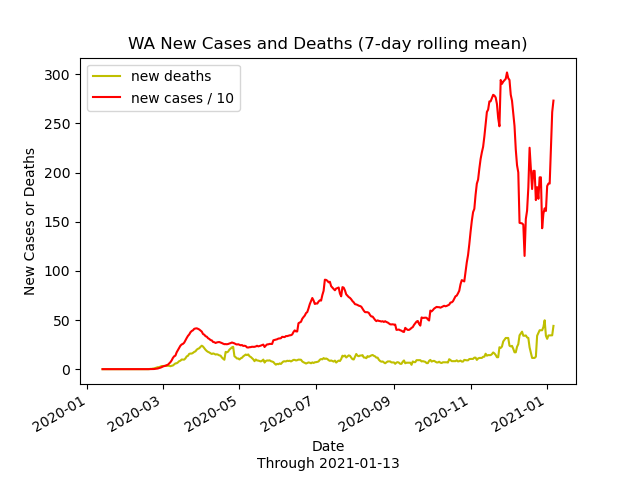 WA New Cases and Deaths (7-day rolling mean)
new deaths
new cases / 10
New Cases or Deaths
300
250
200
150
100
50
0
2020-01
2020-03
2020-05
2020-07
2020-09
2020-11
2021-01
Date
Through 2021-01-13